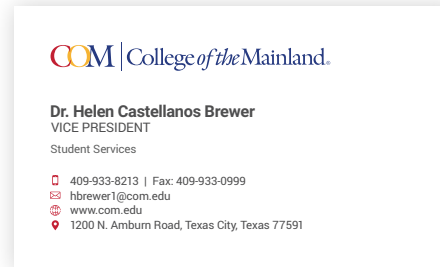 COM College of the Mainland®
Dr. Helen Castellanos Brewer
VICE PRESIDENT
Student Services
409-933-8213 | Fax: 409-933-0999
hbrewer1@com.edu
www.com.edu
1200 N. Amburn Road, Texas City, Texas 77591